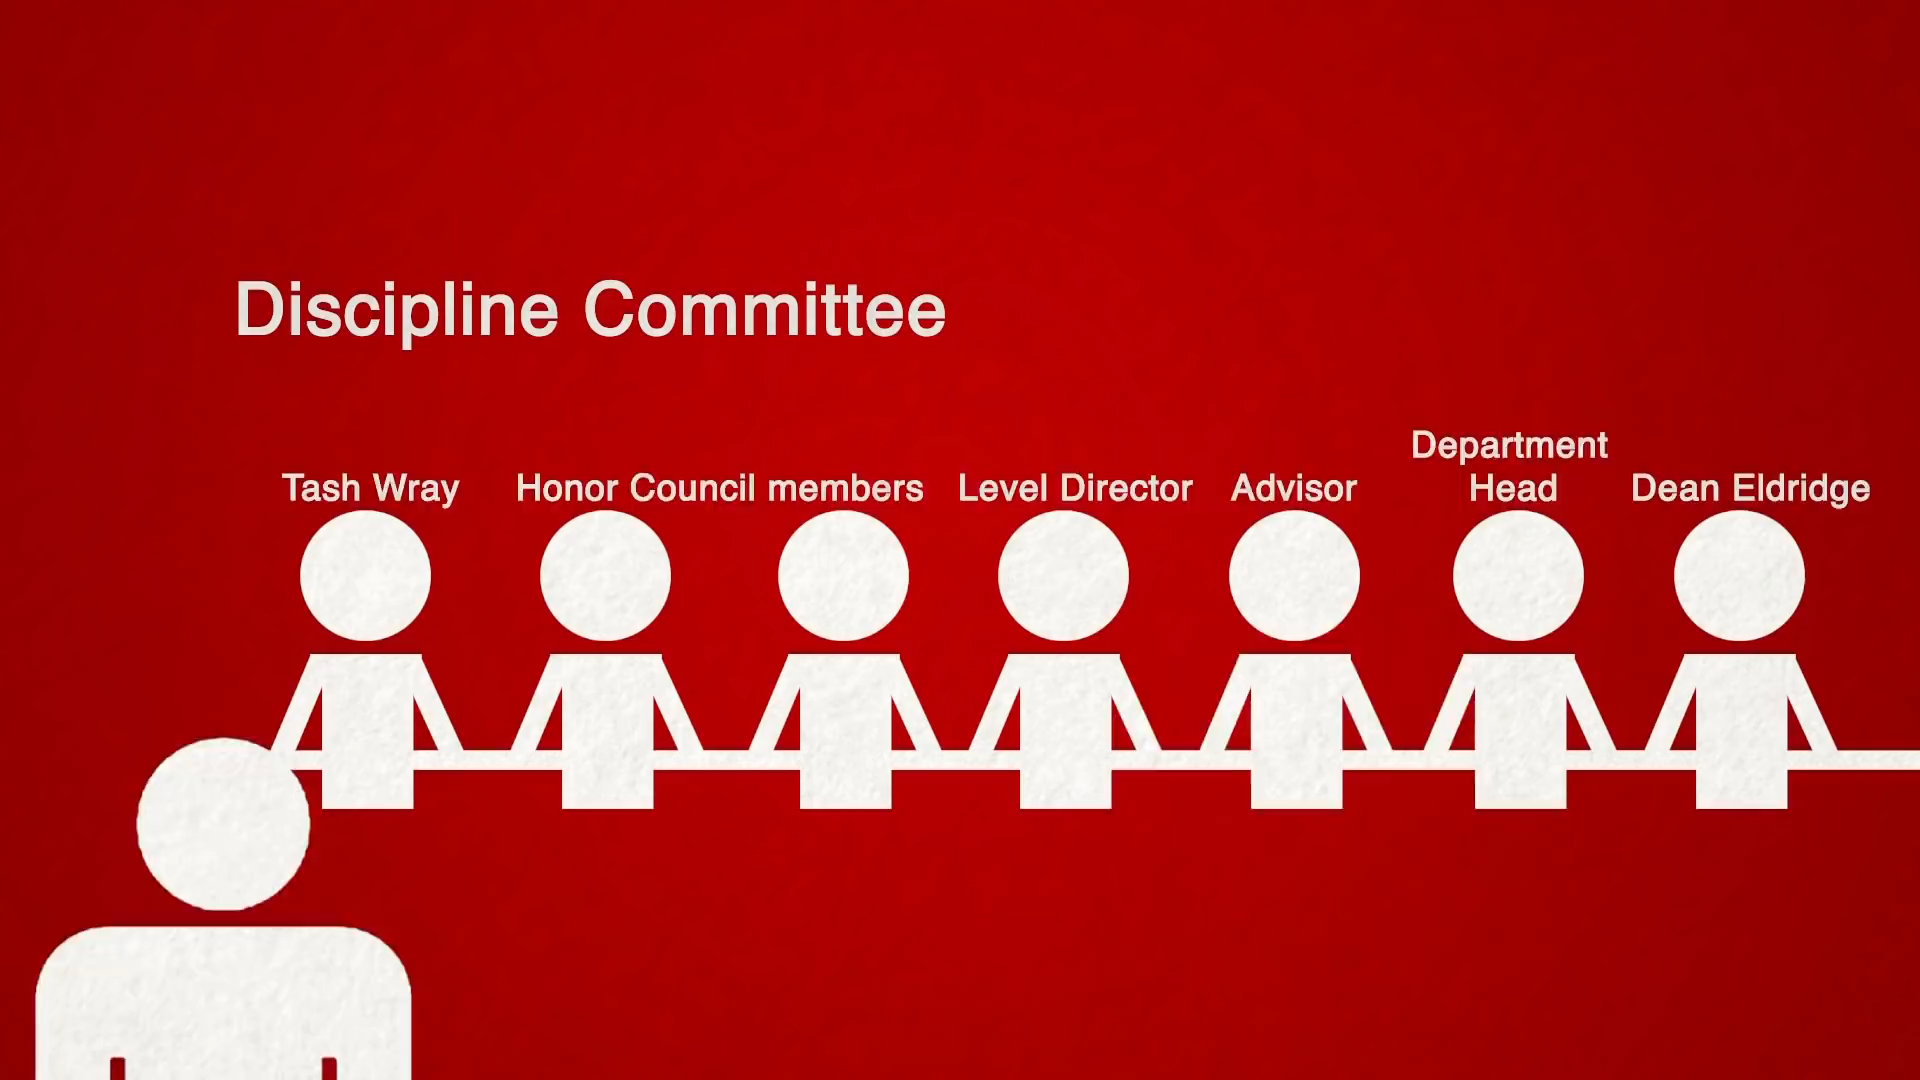 Discipline Committee
Tash Wray
Honor Council members
Level Director
Advisor
Department
Head
Dean Eldridge